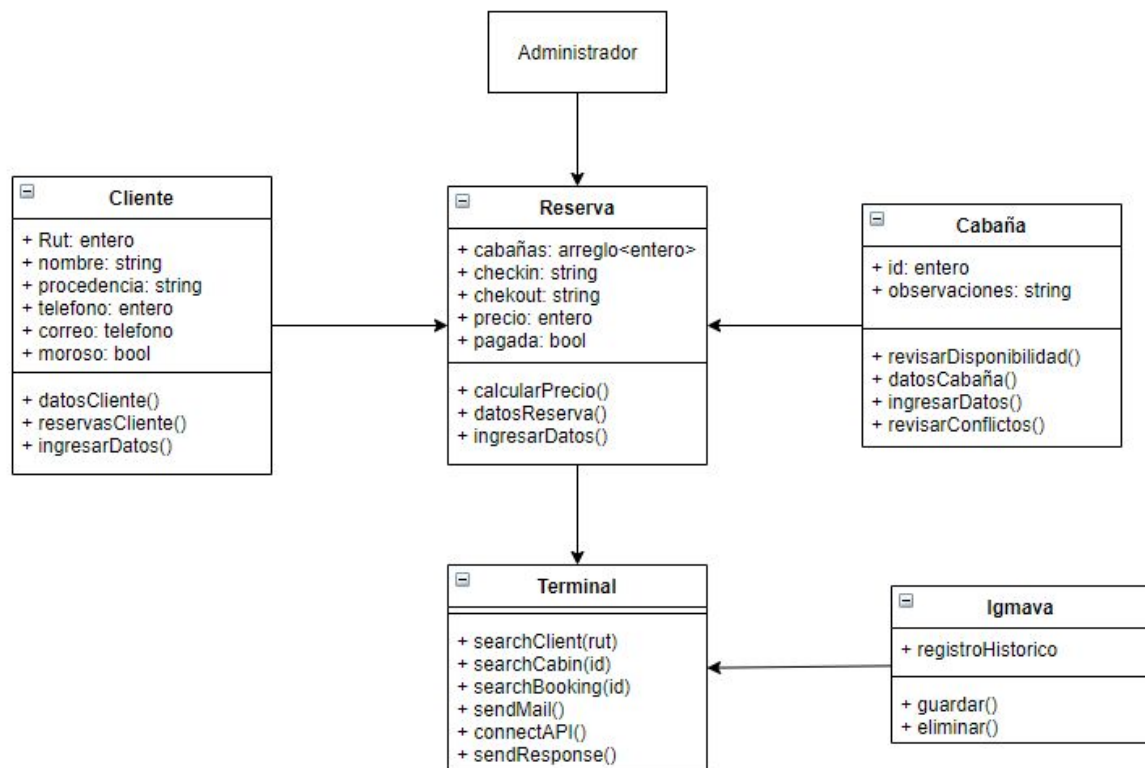 Administrador
Cliente
+ Rut: entero
+ nombre: string
+ procedencia: string
+ telefono: entero
+ correo: telefono
+ moroso: bool
+ datosCliente()
+ reservasCliente()
+ ingresarDatos()
Reserva
+ cabañas: arreglo<entero>
+ checkin: string
+ chekout: string
+ precio: entero
+ pagada: bool
+ calcularPrecio()
+ datosReserva()
+ ingresarDatos()
Cabaña
+ id: entero
+ observaciones: string
+ revisarDisponibilidad()
+ datosCabaña()
+ ingresarDatos()
+ revisarConflictos()
Terminal
+ searchClient(rut)
+ searchCabin(id)
+ searchBooking(id)
+ sendMail()
+ connectAPI()
+ sendResponse()
Igmava
+ registroHistorico
+ guardar()
+ eliminar()